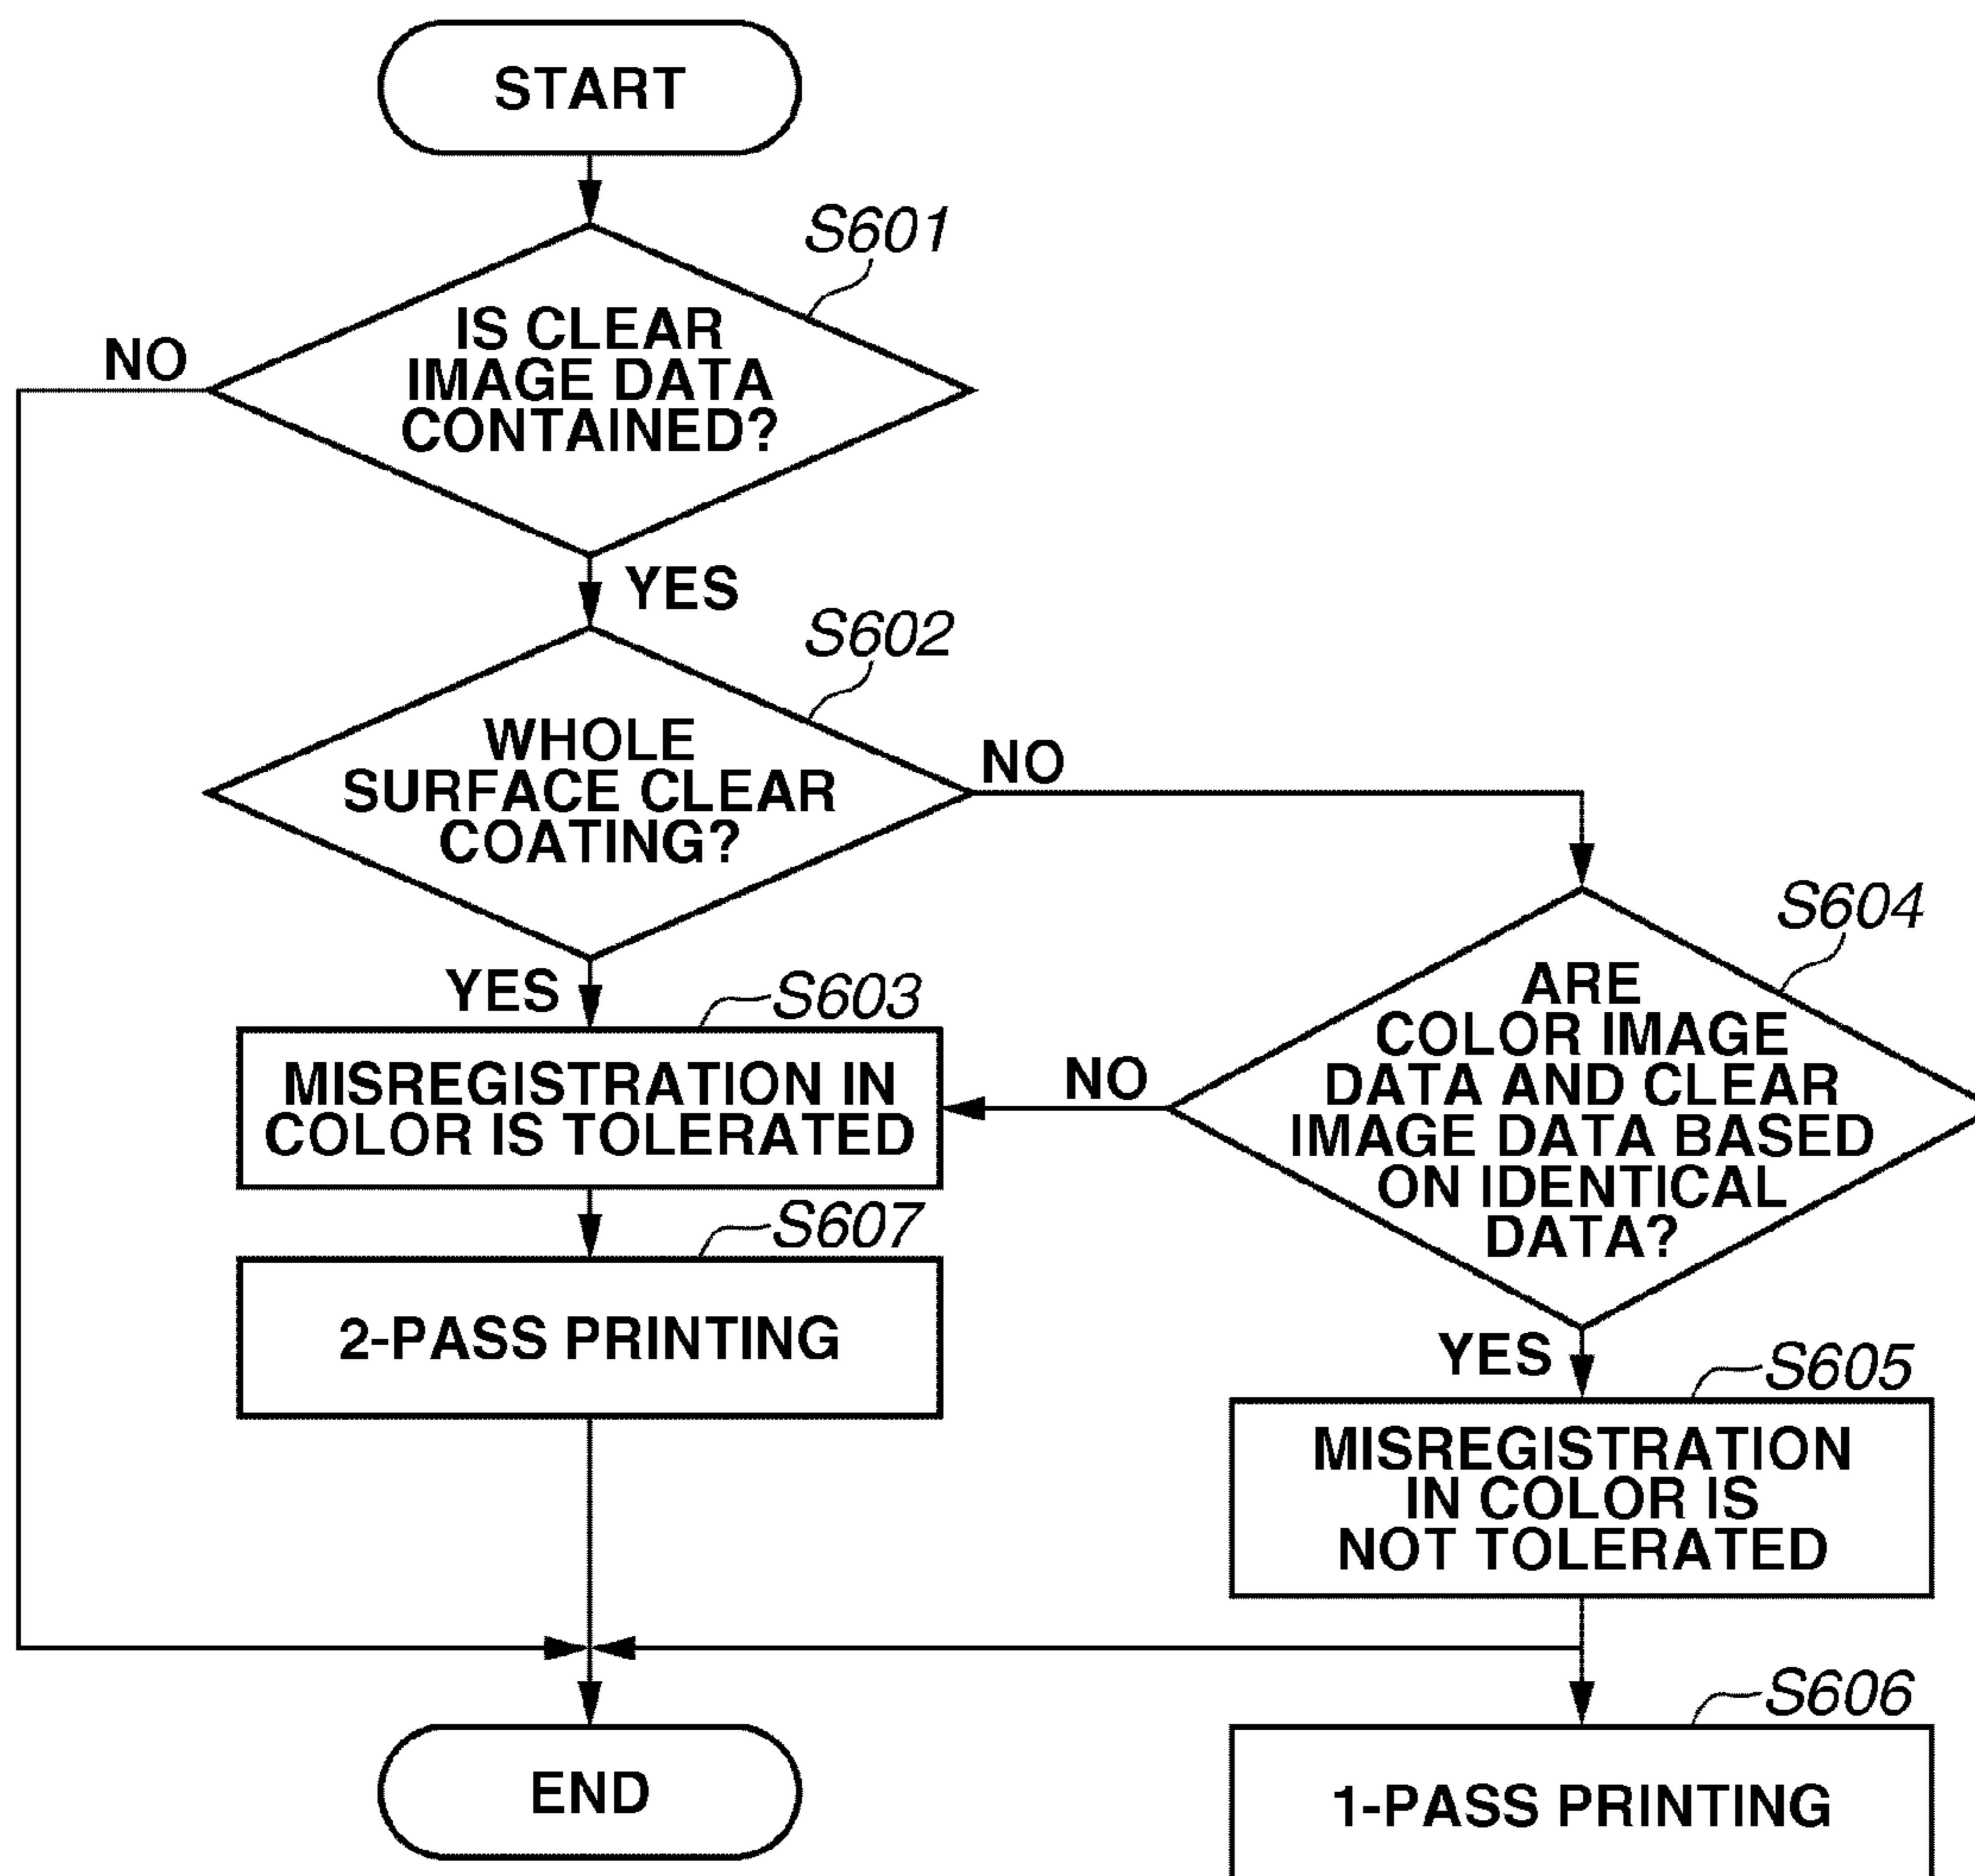 START
S601
IS CLEAR
IMAGE DATA
CONTAINED?
NO
YES
S602
WHOLE
SURFACE CLEAR
COATING?
NO
YES
S603
MISREGISTRATION IN
COLOR IS TOLERATED
S604
ARE
COLOR IMAGE
DATA AND CLEAR
IMAGE DATA BASED
ON IDENTICAL
DATA?
NO
YES
S607
2-PASS PRINTING
S605
MISREGISTRATION
IN COLOR IS
NOT TOLERATED
S606
1-PASS PRINTING
END